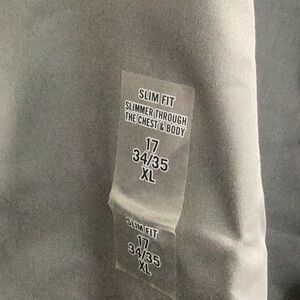 SLIM FIT
SLIMMER THROUGH
THE CHEST & BODY
17
34/35
XL
SLIM FIT
17
34/35
XL